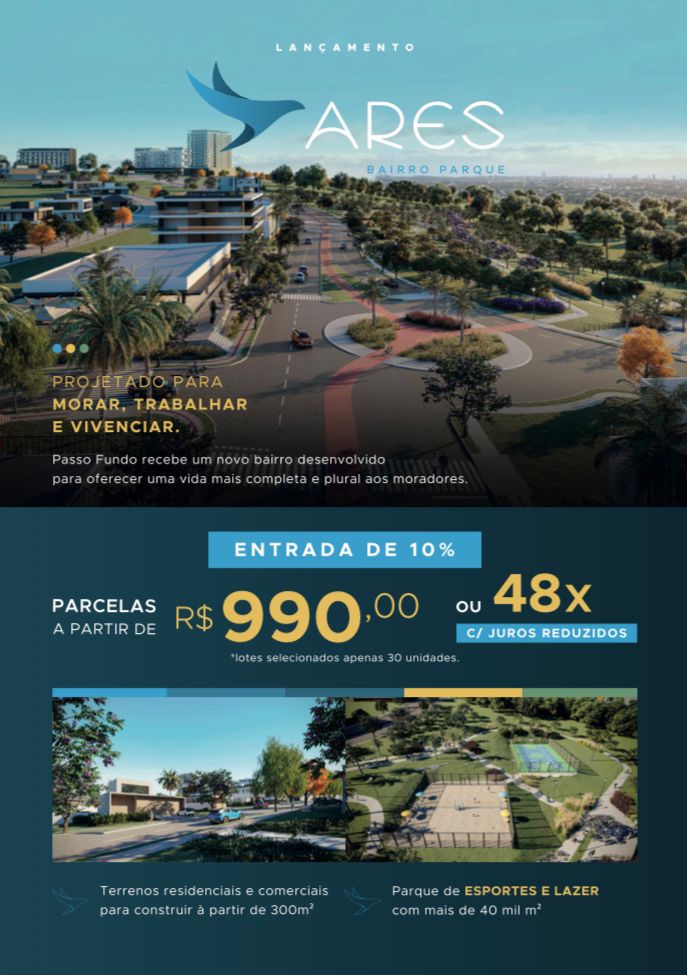 LANÇAMENTO
ARES
BAIRRO PARQUE
PROJETADO PARA
MORAR, TRABALHAR
E VIVENCIAR.
Passo Fundo recebe um novo bairro desenvolvido
para oferecer uma vida mais completa e plural aos moradores.
ENTRADA DE 10%
PARCELAS
A PARTIR DE
R$ 990,00
OU 48x
C/ JUROS REDUZIDOS
*lotes selecionados apenas 30 unidades.
Terrenos residenciais e comerciais
para construir à partir de 300m²
Parque de ESPORTES E LAZER
com mais de 40 mil m²